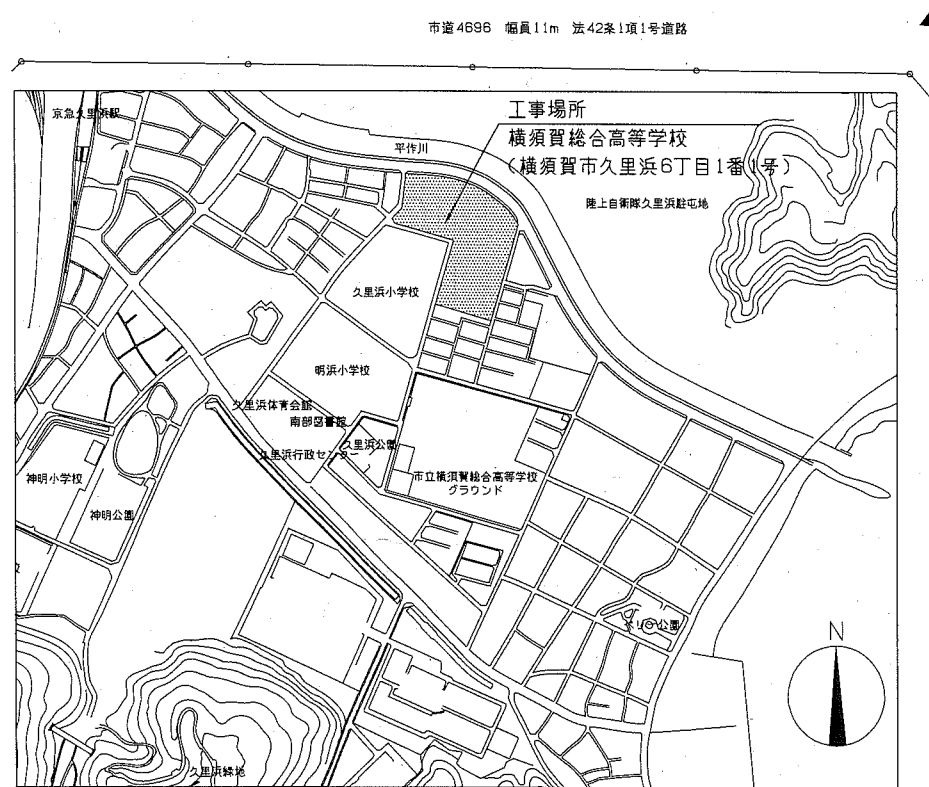 市道4696 幅員11m 法42条1項1号道路
京急久里浜駅
工事場所
横須賀総合高等学校
(横須賀市久里浜6丁目1番1号)
平作川
陸上自衛隊久里浜駐屯地
久里浜小学校
明浜小学校
久里浜体育会館
南部図書館
久里浜公園
久里浜行政センター
市立横須賀総合高等学校
グラウンド
神明小学校
神明公園
ペリー公園
N
久里浜緑地